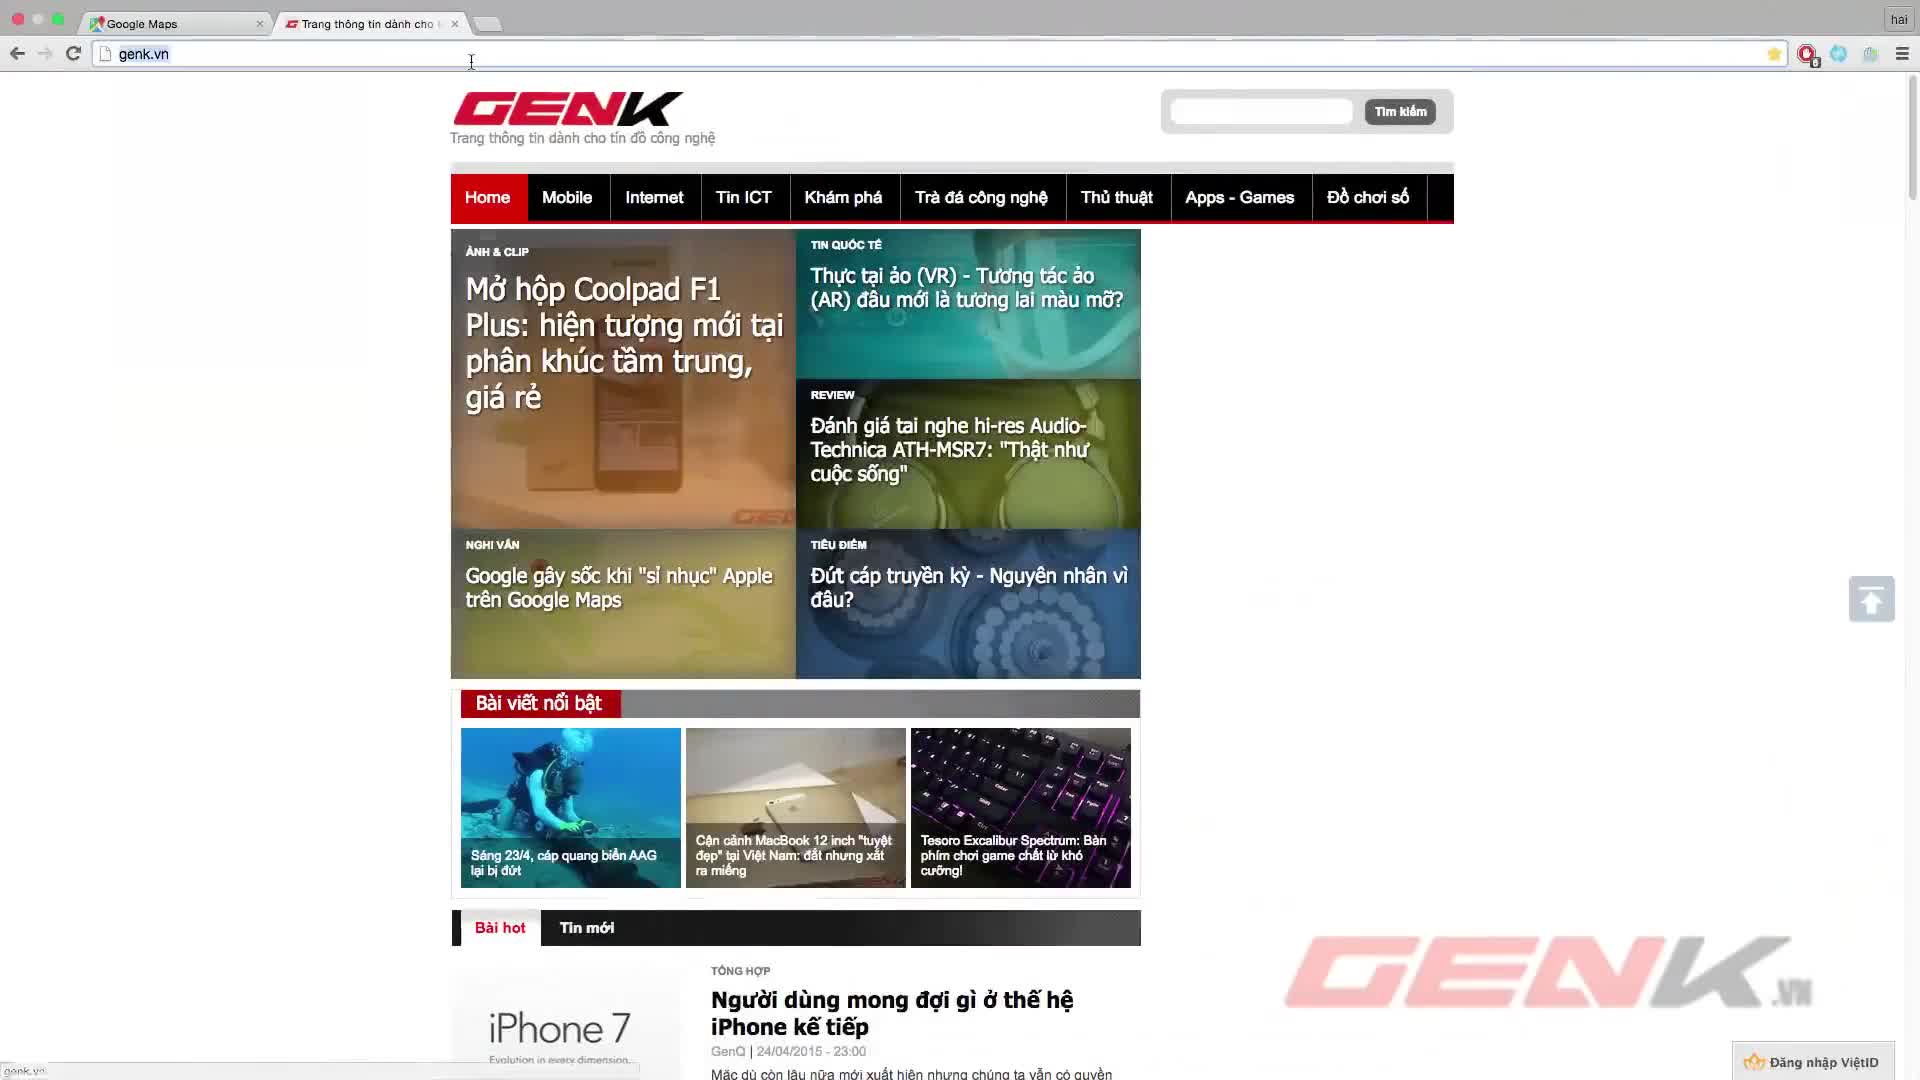 Google Maps
Trang thông tin dành cho
hai
genk.vn
GENK
Trang thông tin dành cho tín đồ công nghệ
Tìm kiếm
Home Mobile Internet Tin ICT Khám phá Trà đá công nghệ Thủ thuật Apps - Games Đồ chơi số
ẢNH & CLIP
Mở hộp Coolpad F1
Plus: hiện tượng mới tại
phân khúc tầm trung,
giá rẻ
TIN QUỐC TẾ
Thực tại ảo (VR) - Tương tác ảo
(AR) đâu mới là tương lai màu mỡ?
REVIEW
Đánh giá tai nghe hi-res Audio-
Technica ATH-MSR7: "Thật như
cuộc sống"
NGHI VẤN
Google gây sốc khi "sỉ nhục" Apple
trên Google Maps
TIÊU ĐIỂM
Đứt cáp truyền kỳ - Nguyên nhân vì
đâu?
Bài viết nổi bật
Sáng 23/4, cáp quang biển AAG
lại bị đứt
Cận cảnh MacBook 12 inch "tuyệt
đẹp" tại Việt Nam: đắt nhưng xắt
ra miếng
Tesoro Excalibur Spectrum: Bàn
phím chơi game chất lừ khó
cưỡng!
Bài hot Tin mới
iPhone 7
Evolution in every dimension
TỔNG HỢP
Người dùng mong đợi gì ở thế hệ
iPhone kế tiếp
GenQ | 24/04/2015 - 23:00
Mặc dù còn lâu nữa mới xuất hiện nhưng chúng ta vẫn có quyền
GENK.VN
Đăng nhập ViệtID
genk.vn